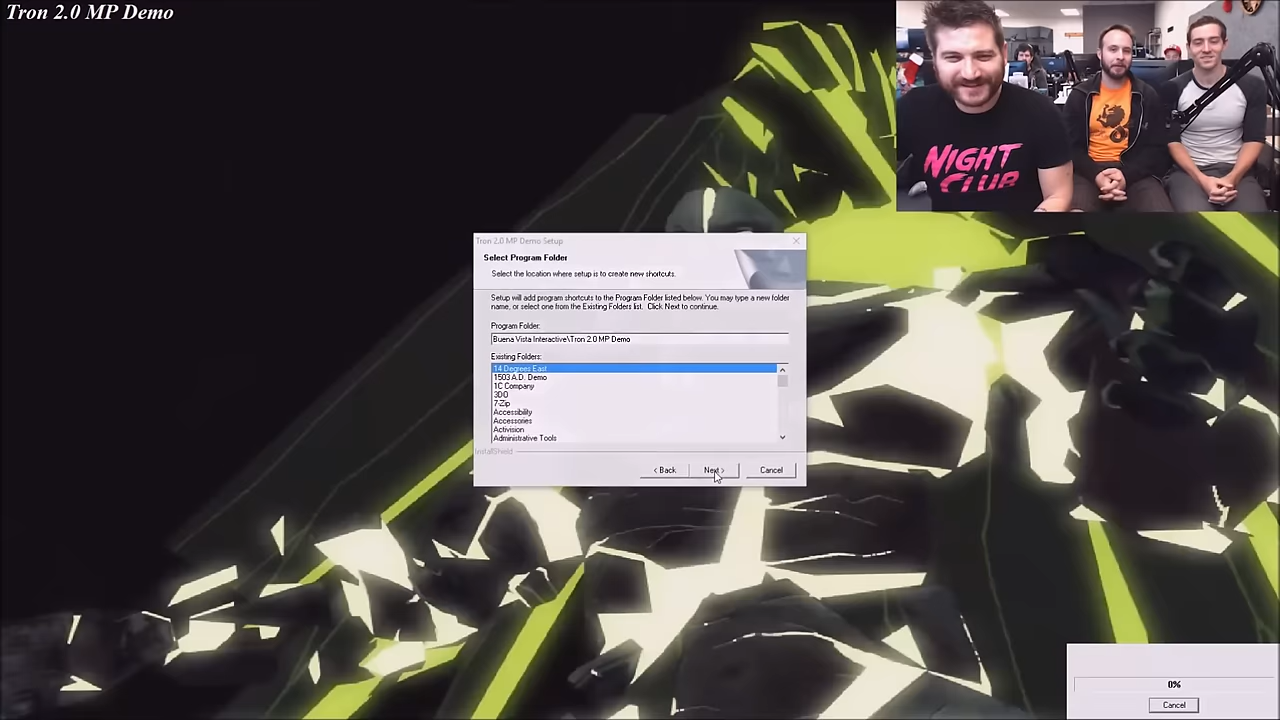 Tron 2.0 MP Demo
NIGHT
CLUB
Tron 2.0 MP Demo Setup
Select Program Folder
Select the location where setup is to create new shortcuts.
Setup will add program shortcuts to the Program Folder listed below. You may type a new folder
name, or select one from the Existing Folders list. Click Next to continue.
Program Folder:
Buena Vista Interactive\Tron 2.0 MP Demo
Existing Folders:
14 Degrees East
1503 A.D. Demo
1C Company
3DO
7-Zip
Accessibility
Accessories
Activision
Administrative Tools
InstallShield
< Back
Next >
Cancel
0%
Cancel